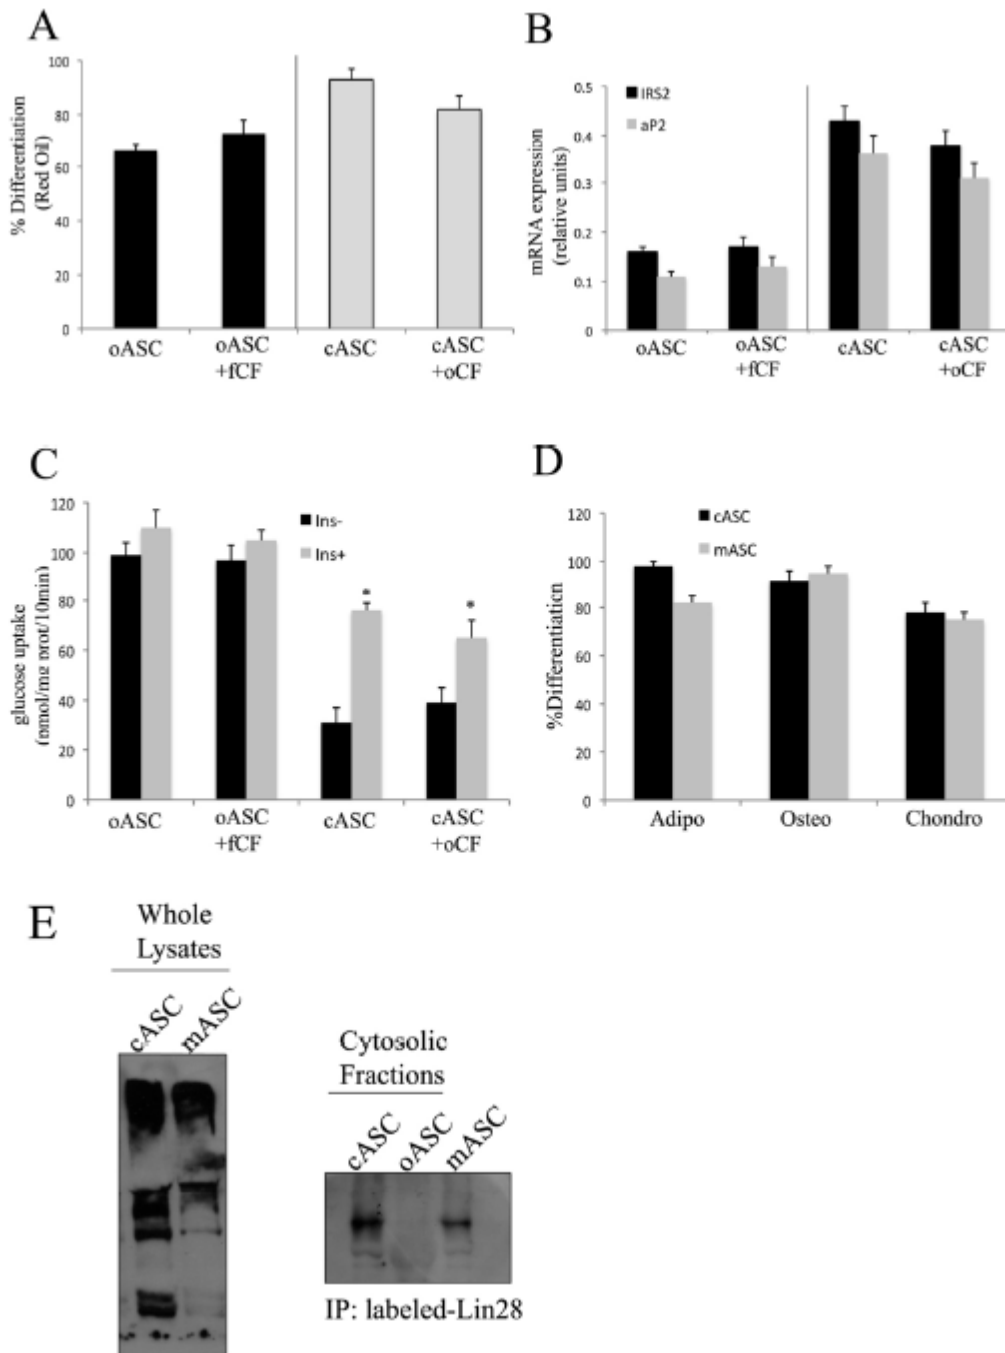 A
% Differentiation
(Red Oil)
100
80
60
40
20
0
oASC
oASC
+fCF
cASC
cASC
+oCF
B
mRNA expression
(relative units)
IRS2
aP2
0.5
0.4
0.3
0.2
0.1
0
oASC
oASC
+fCF
cASC
cASC
+oCF
C
glucose uptake
(pmol/mg prot/10min)
Ins-
Ins+
120
100
80
60
40
20
0
*
*
oASC
oASC
+fCF
cASC
cASC
+oCF
D
%Differentiation
cASC
mASC
120
100
80
60
40
20
0
Adipo
Osteo
Chondro
E
Whole
Lysates
cASC
mASC
Cytosolic
Fractions
cASC
oASC
mASC
IP: labeled-Lin28